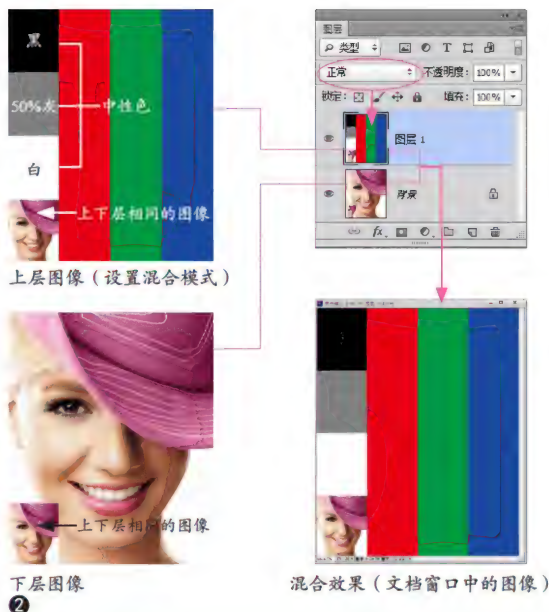 黑
50%灰
中性色
白
上下层相同的图像
上层图像（设置混合模式）
图层
类型
正常
不透明度：100%
锁定：
填充：100%
图层 1
背景
fx
上下层相同的图像
下层图像
❷
混合效果（文档窗口中的图像）